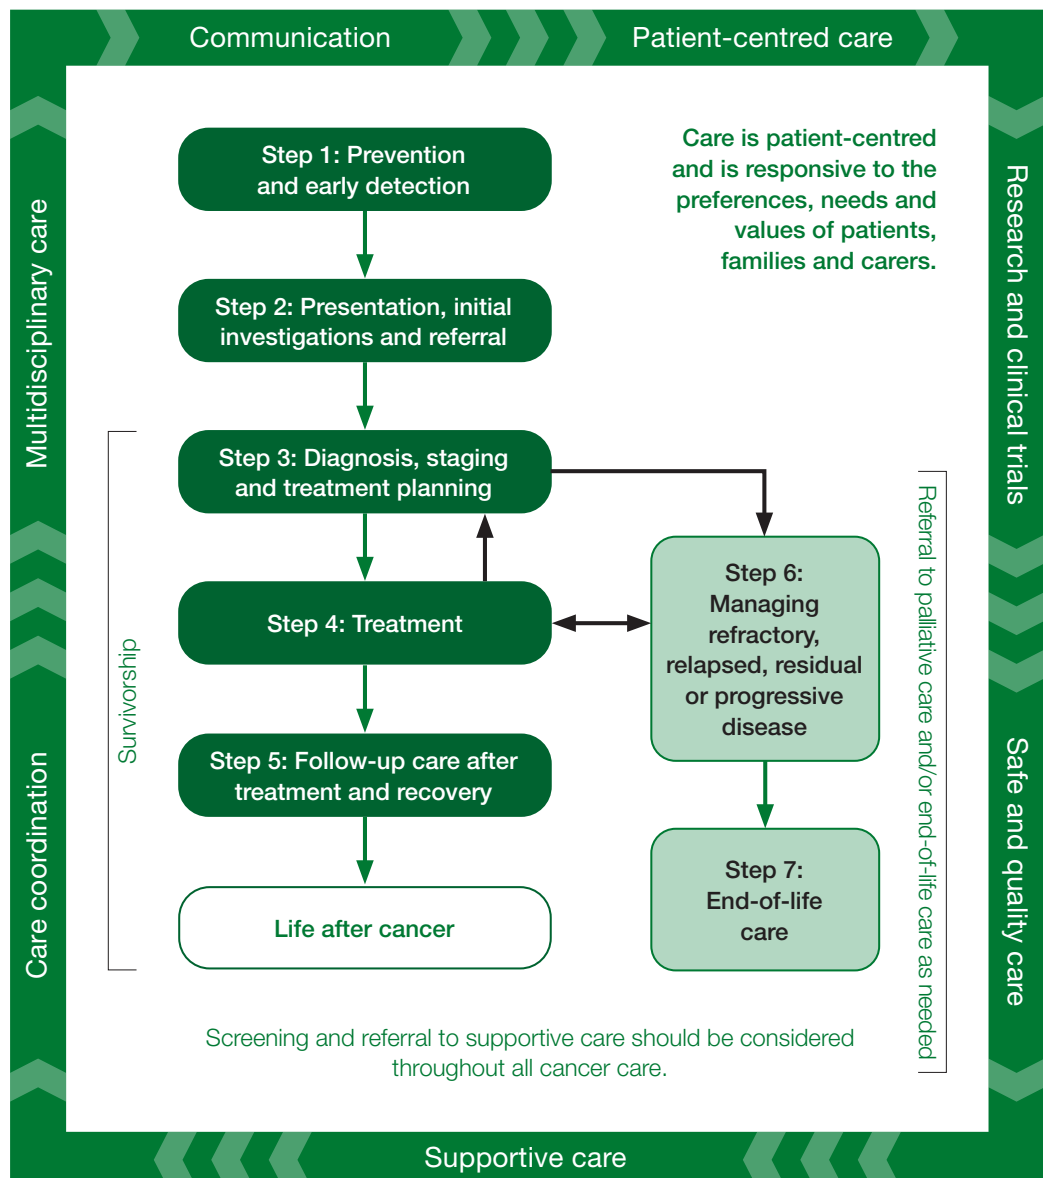 Communication
Patient-centred care
Care is patient-centred
and is responsive to the
preferences, needs and
values of patients,
families and carers.
Step 1: Prevention
and early detection
Step 2: Presentation, initial
investigations and referral
Step 3: Diagnosis, staging
and treatment planning
Step 4: Treatment
Step 5: Follow-up care after
treatment and recovery
Life after cancer
Step 6:
Managing
refractory,
relapsed, residual
or progressive
disease
Step 7:
End-of-life
care
Survivorship
Referral to palliative care and/or end-of-life care as needed
Screening and referral to supportive care should be considered
throughout all cancer care.
Multidisciplinary care
Care coordination
Research and clinical trials
Safe and quality care
Supportive care